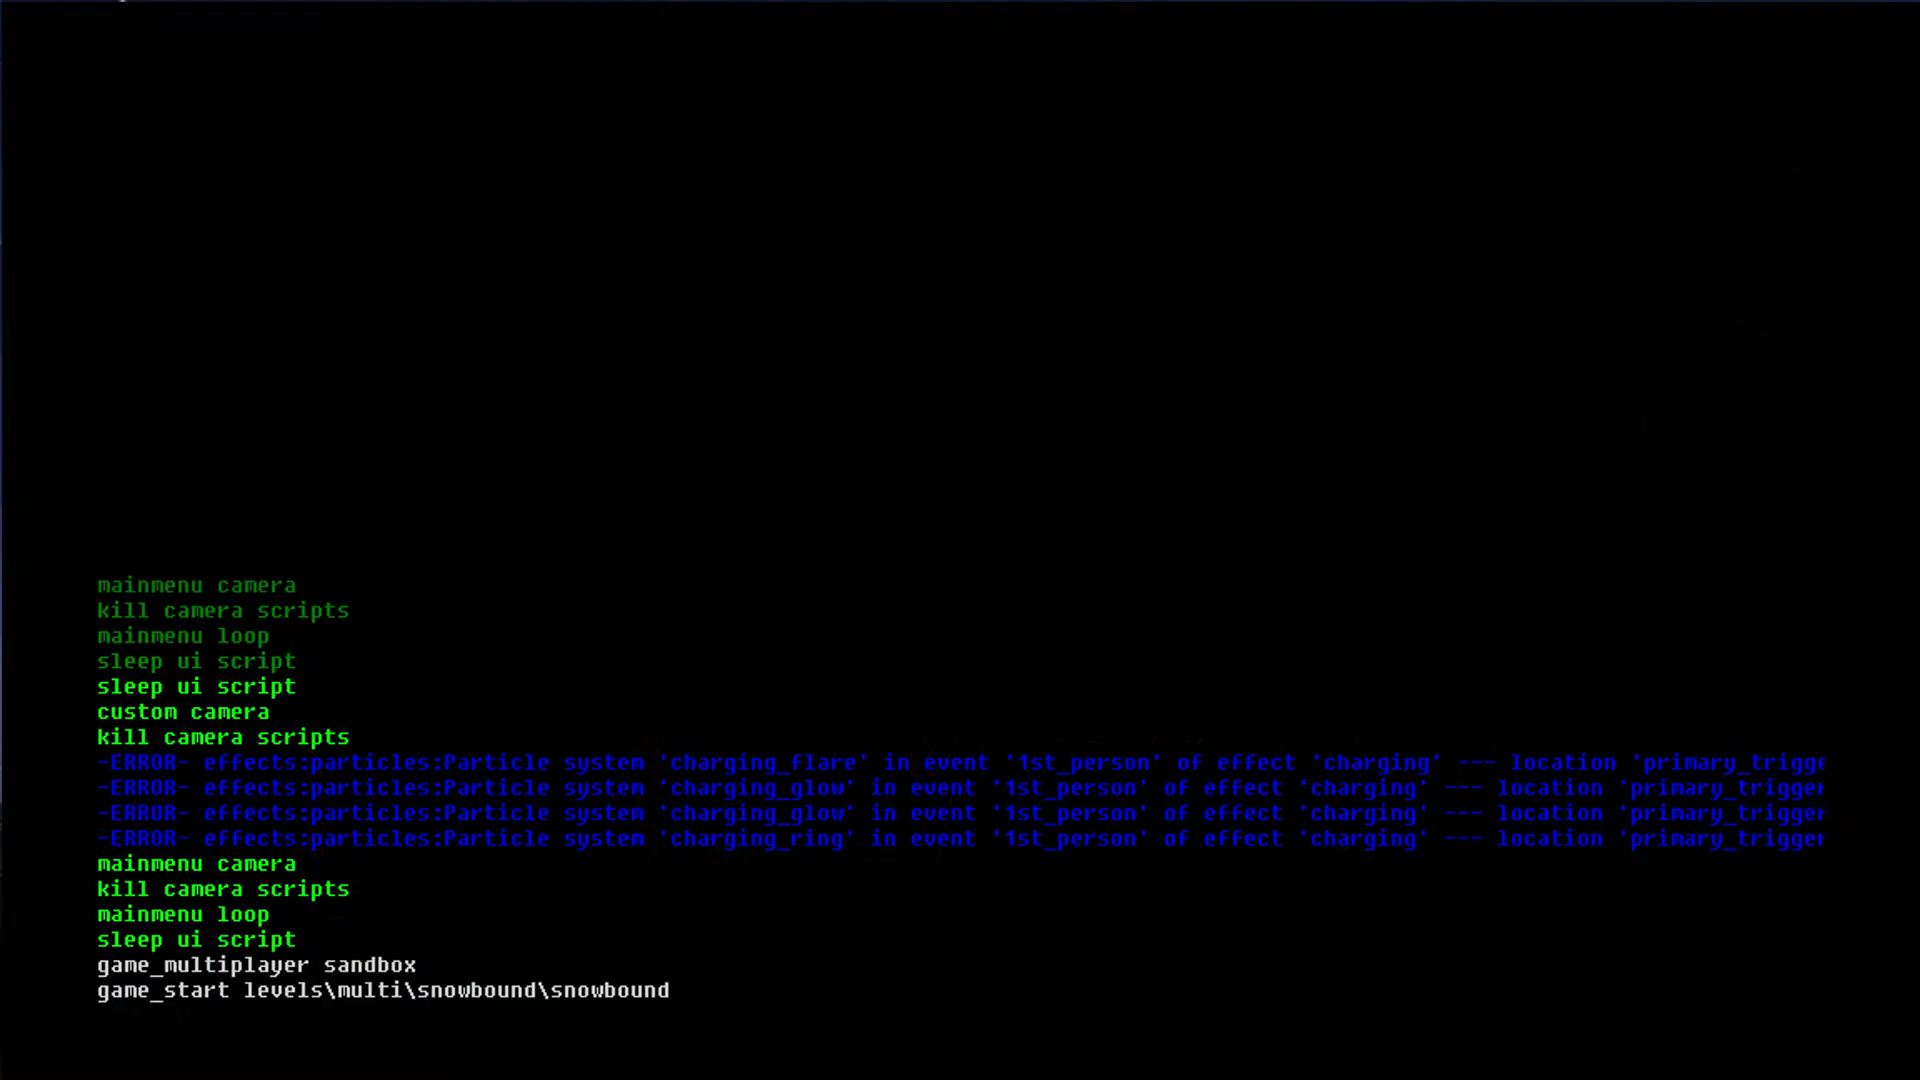 mainmenu camera
kill camera scripts
mainmenu loop
sleep ui script
sleep ui script
custom camera
kill camera scripts
-ERROR- effects:particles:Particle system 'charging_flare' in event '1st_person' of effect 'charging' --- location 'primary_trigge
-ERROR- effects:particles:Particle system 'charging_glow' in event '1st_person' of effect 'charging' --- location 'primary_trigger
-ERROR- effects:particles:Particle system 'charging_glow' in event '1st_person' of effect 'charging' --- location 'primary_trigger
-ERROR- effects:particles:Particle system 'charging_ring' in event '1st_person' of effect 'charging' --- location 'primary_trigger
mainmenu camera
kill camera scripts
mainmenu loop
sleep ui script
game_multiplayer sandbox
game_start levels\multi\snowbound\snowbound